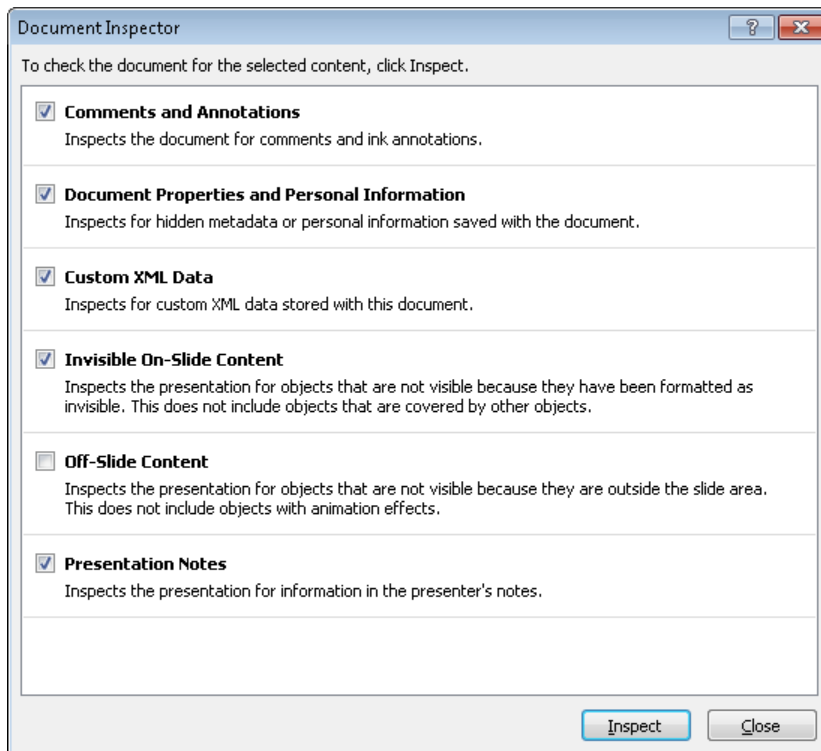 Document Inspector
To check the document for the selected content, click Inspect.
Comments and Annotations
Inspects the document for comments and ink annotations.
Document Properties and Personal Information
Inspects for hidden metadata or personal information saved with the document.
Custom XML Data
Inspects for custom XML data stored with this document.
Invisible On-Slide Content
Inspects the presentation for objects that are not visible because they have been formatted as
invisible. This does not include objects that are covered by other objects.
Off-Slide Content
Inspects the presentation for objects that are not visible because they are outside the slide area.
This does not include objects with animation effects.
Presentation Notes
Inspects the presentation for information in the presenter's notes.
Inspect
Close